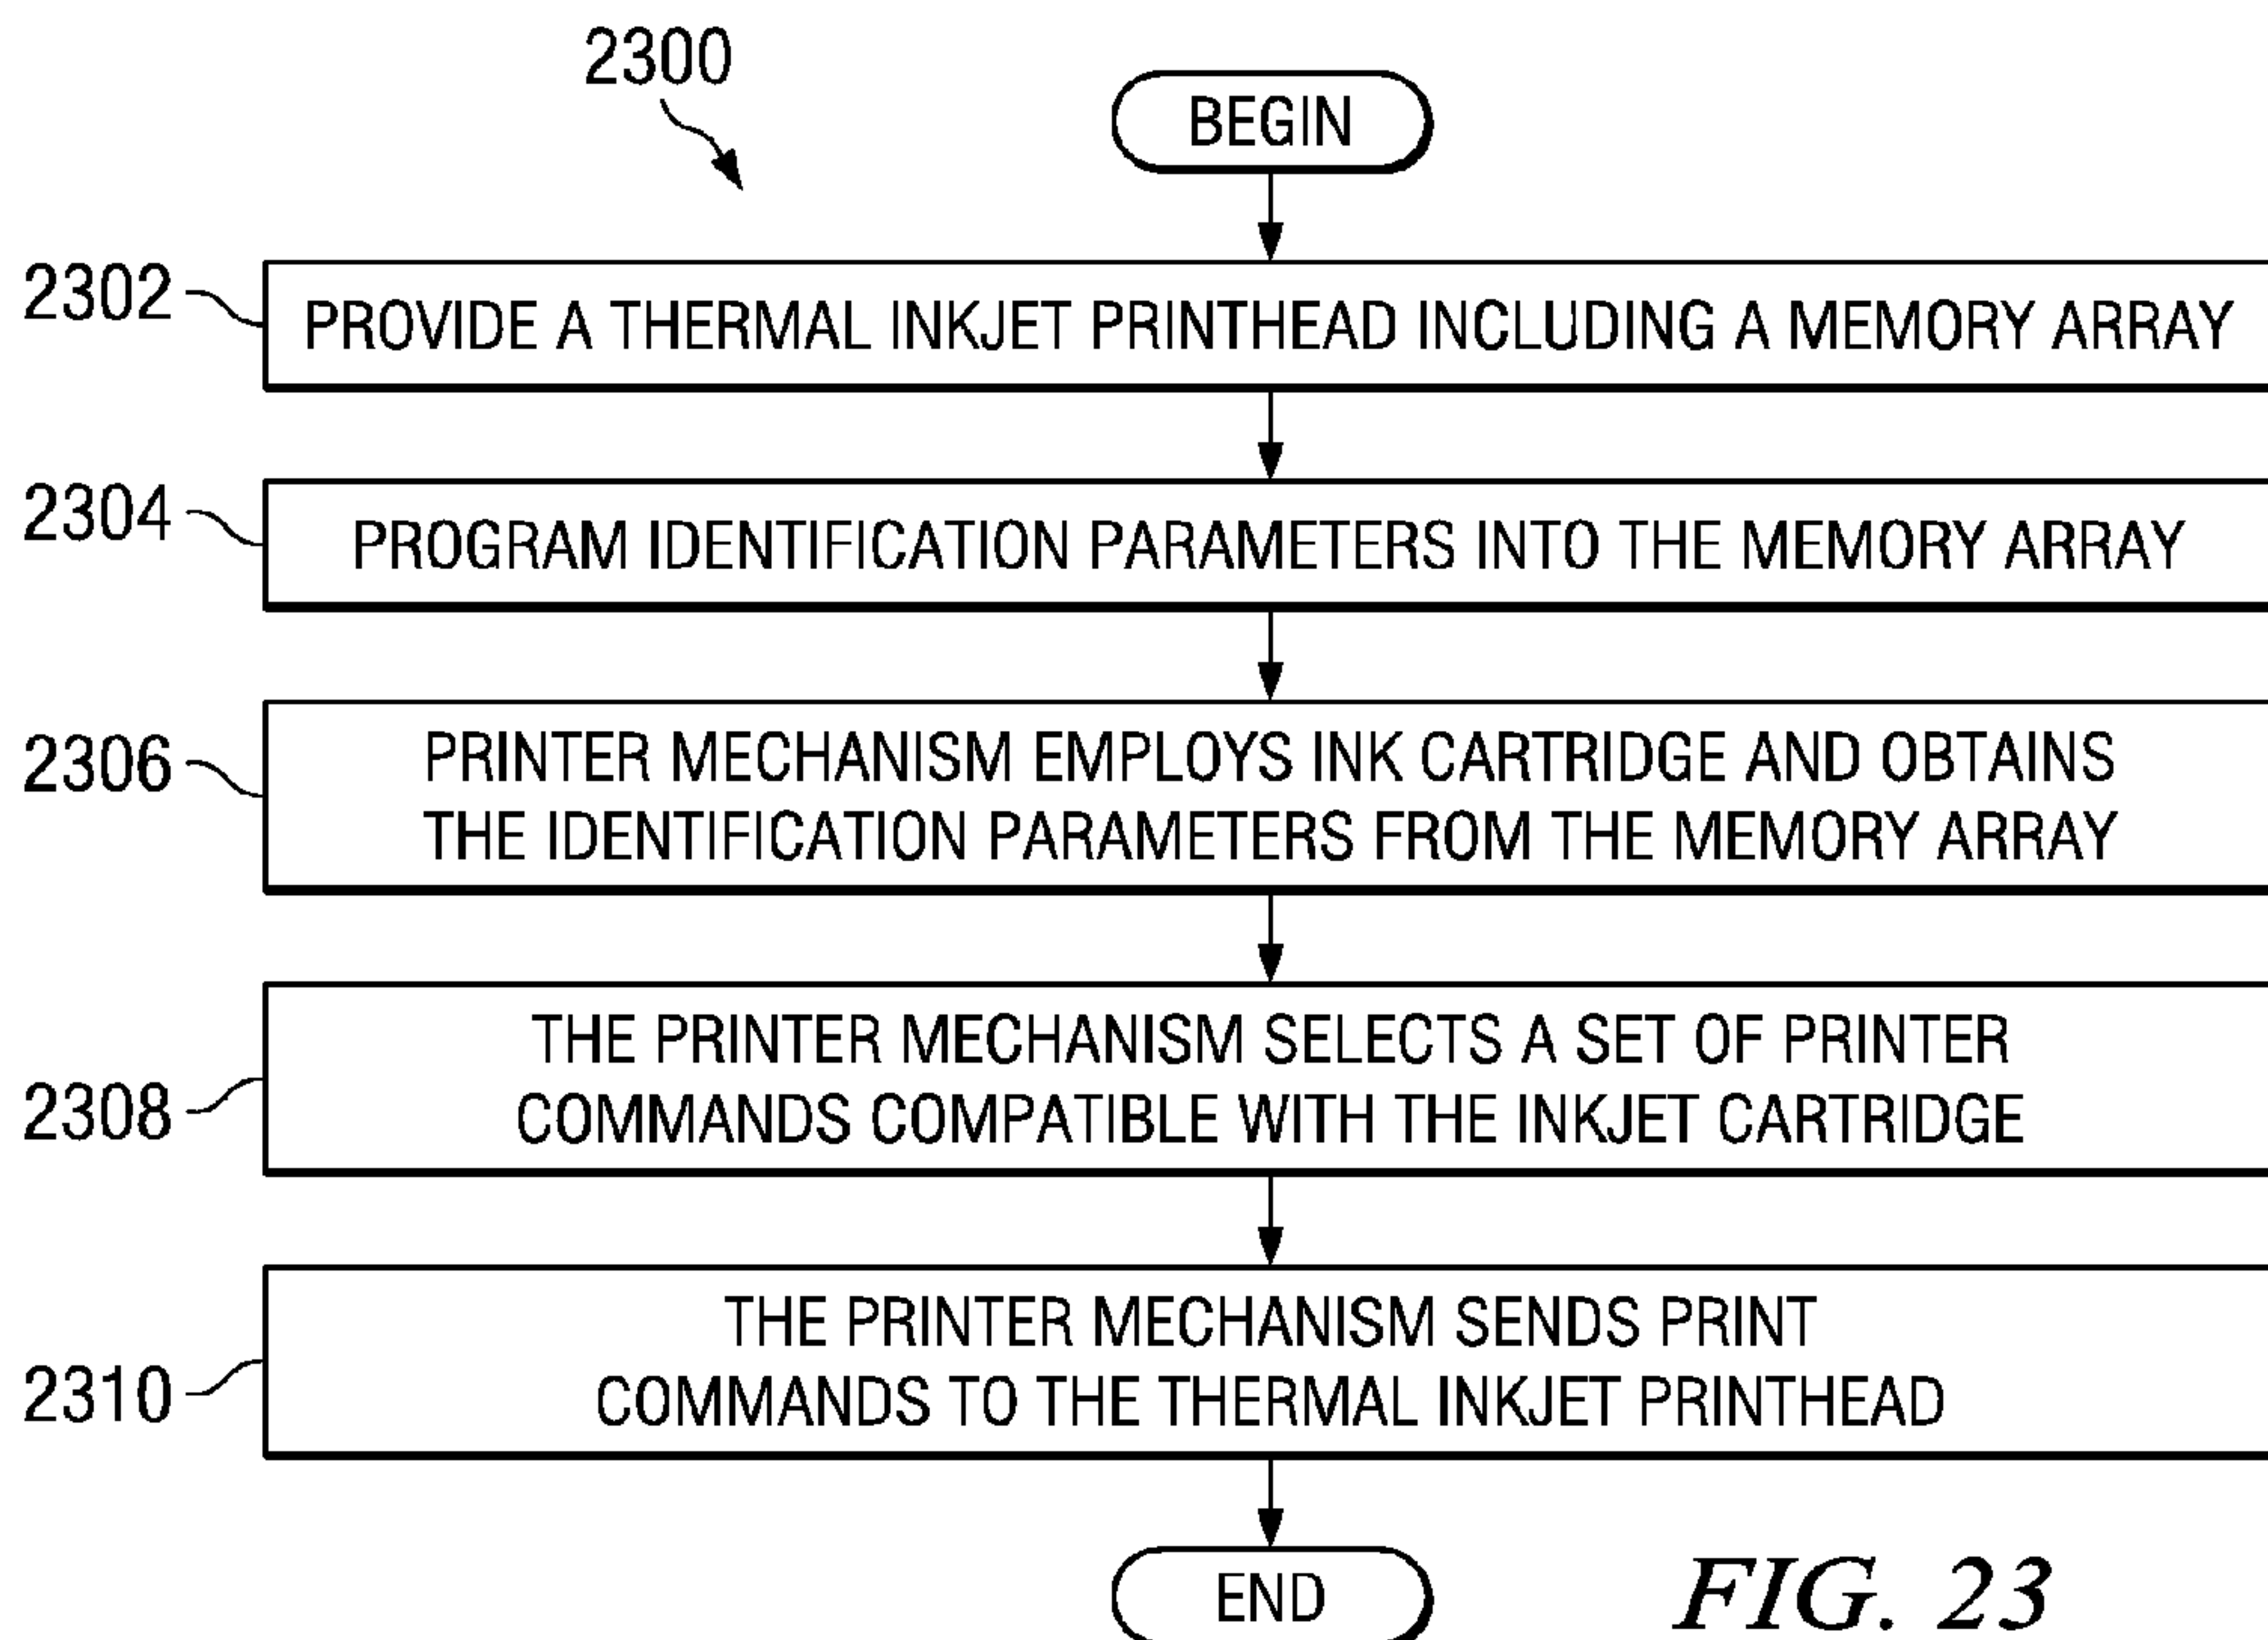 2300
BEGIN
2302
PROVIDE A THERMAL INKJET PRINTHEAD INCLUDING A MEMORY ARRAY
2304
PROGRAM IDENTIFICATION PARAMETERS INTO THE MEMORY ARRAY
2306
PRINTER MECHANISM EMPLOYS INK CARTRIDGE AND OBTAINS
THE IDENTIFICATION PARAMETERS FROM THE MEMORY ARRAY
2308
THE PRINTER MECHANISM SELECTS A SET OF PRINTER
COMMANDS COMPATIBLE WITH THE INKJET CARTRIDGE
2310
THE PRINTER MECHANISM SENDS PRINT
COMMANDS TO THE THERMAL INKJET PRINTHEAD
END
FIG. 23